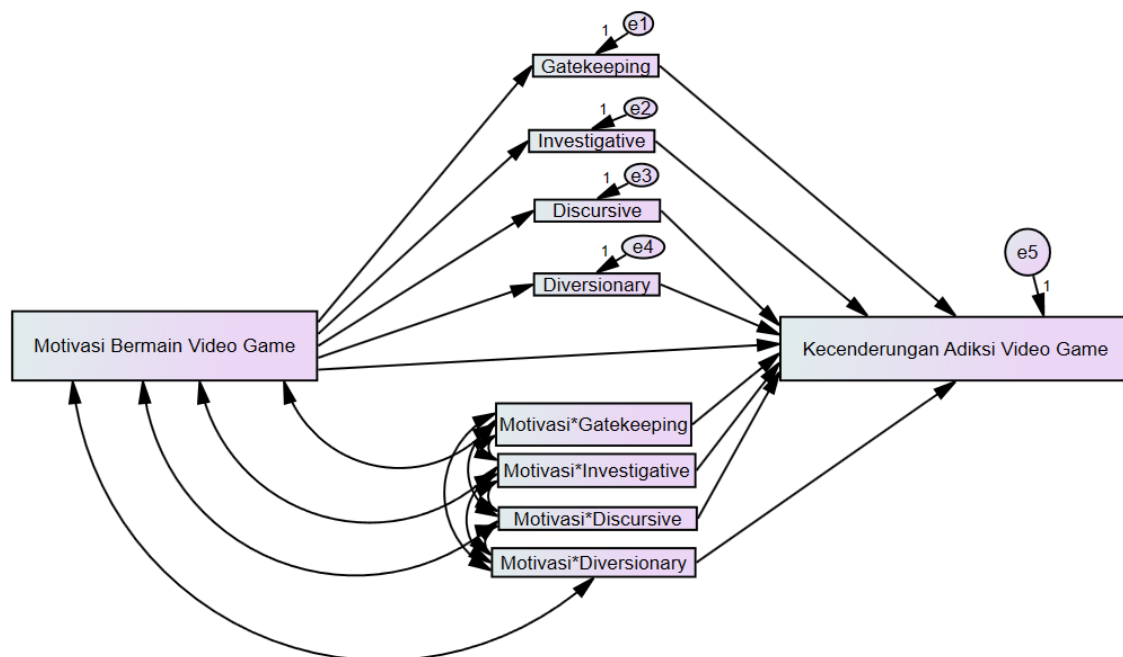 1 e1
Gatekeeping
1 e2
Investigative
1 e3
Discursive
1 e4
Diversionary
e5
1
Motivasi Bermain Video Game
Kecenderungan Adiksi Video Game
Motivasi*Gatekeeping
Motivasi*Investigative
Motivasi*Discursive
Motivasi*Diversionary